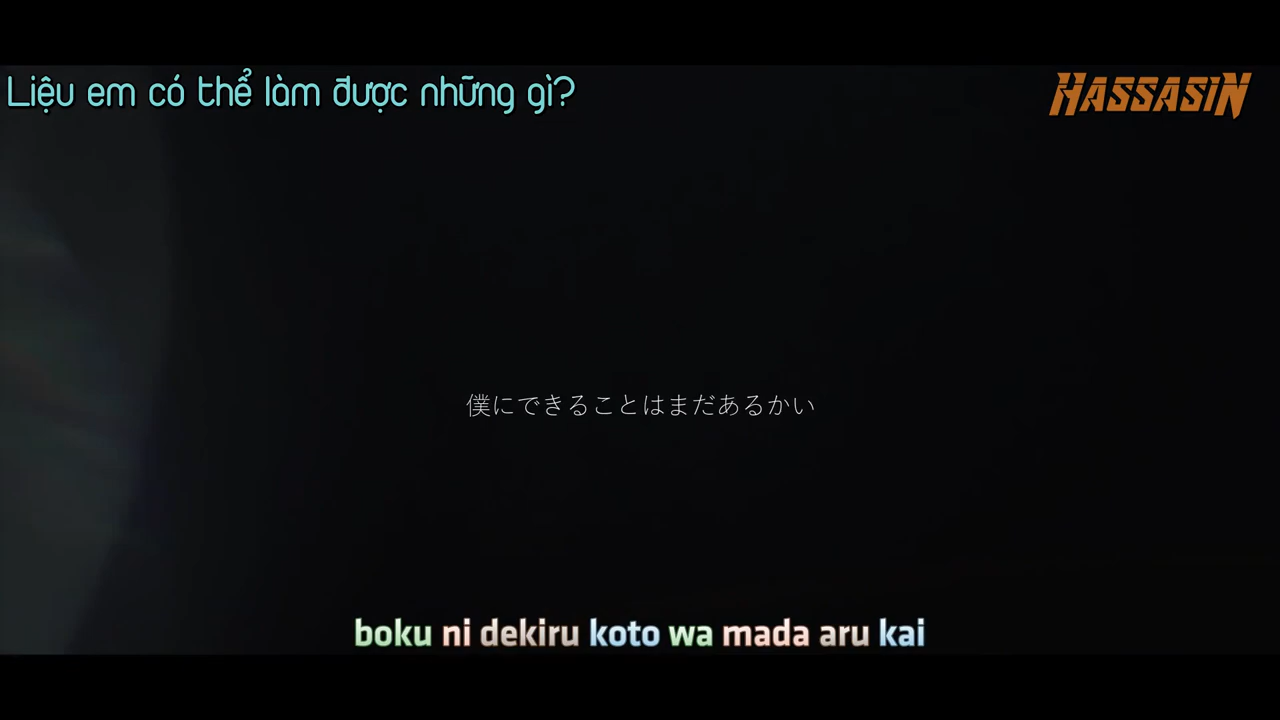 Liệu em có thể làm được những gì?
HASSASIN
僕にできることはまだあるかい
boku ni dekiru koto wa mada aru kai